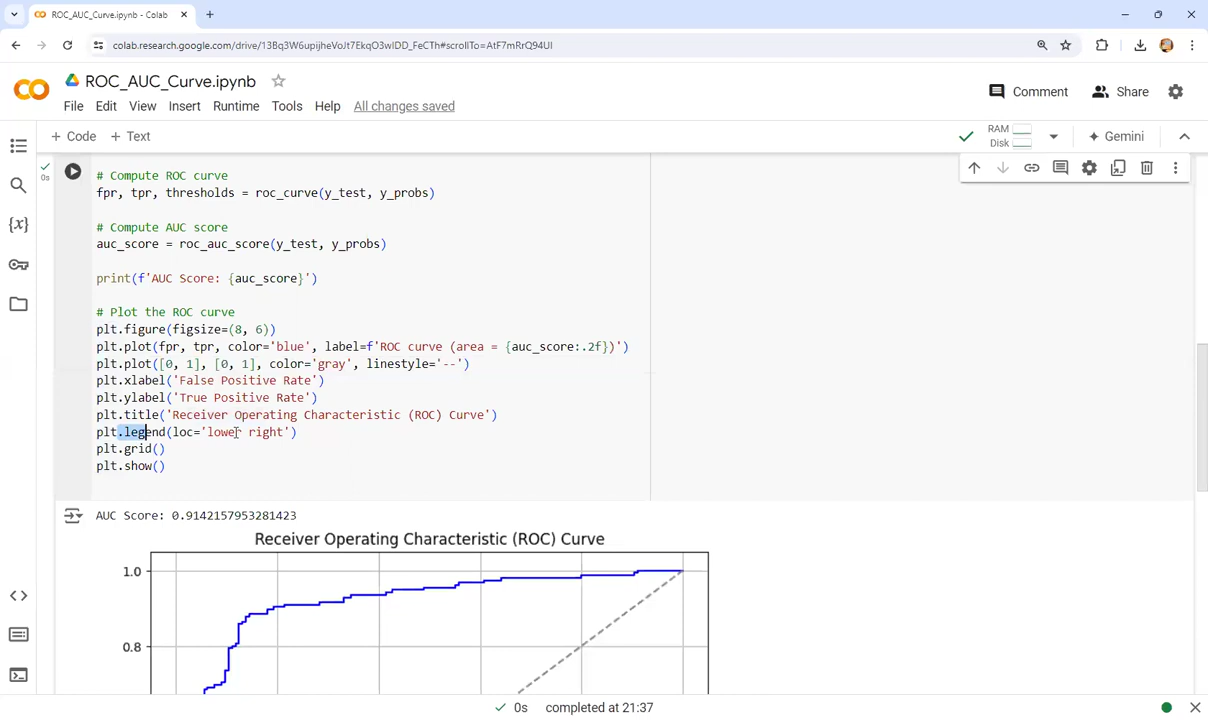 ROC_AUC_Curve.ipynb - Colab
colab.research.google.com/drive/13Bq3W6upijheVoJt7EkqO3wIDD_FeCTh#scrollTo=AtF7mRrQ94UI
ROC_AUC_Curve.ipynb
File Edit View Insert Runtime Tools Help All changes saved
Comment Share
+ Code + Text
RAM
Disk
Gemini
0s
# Compute ROC curve
fpr, tpr, thresholds = roc_curve(y_test, y_probs)
# Compute AUC score
auc_score = roc_auc_score(y_test, y_probs)
print(f'AUC Score: {auc_score}')
# Plot the ROC curve
plt.figure(figsize=(8, 6))
plt.plot(fpr, tpr, color='blue', label=f'ROC curve (area = {auc_score:.2f})')
plt.plot([0, 1], [0, 1], color='gray', linestyle='--')
plt.xlabel('False Positive Rate')
plt.ylabel('True Positive Rate')
plt.title('Receiver Operating Characteristic (ROC) Curve')
plt.legend(loc='lower right')
plt.grid()
plt.show()
AUC Score: 0.9142157953281423
Receiver Operating Characteristic (ROC) Curve
1.0
0.8
0s completed at 21:37